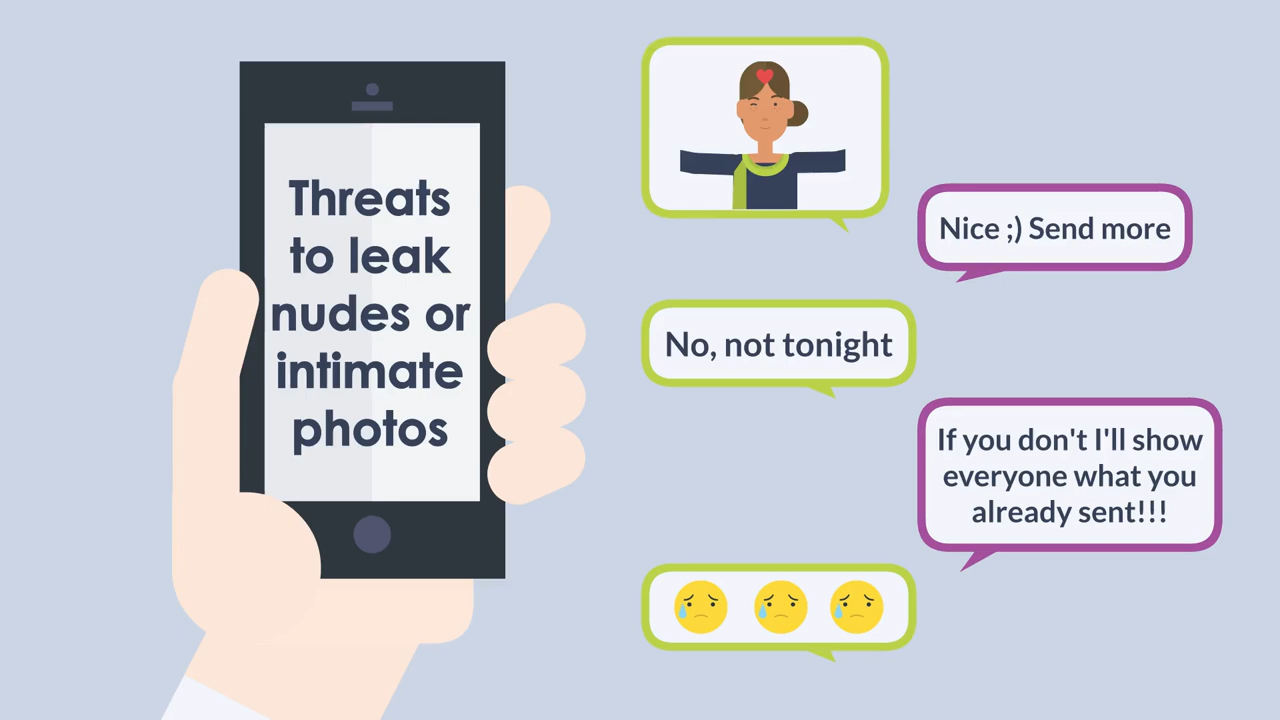 Threats
to leak
nudes or
intimate
photos
Nice ;) Send more
No, not tonight
If you don't I'll show
everyone what you
already sent!!!